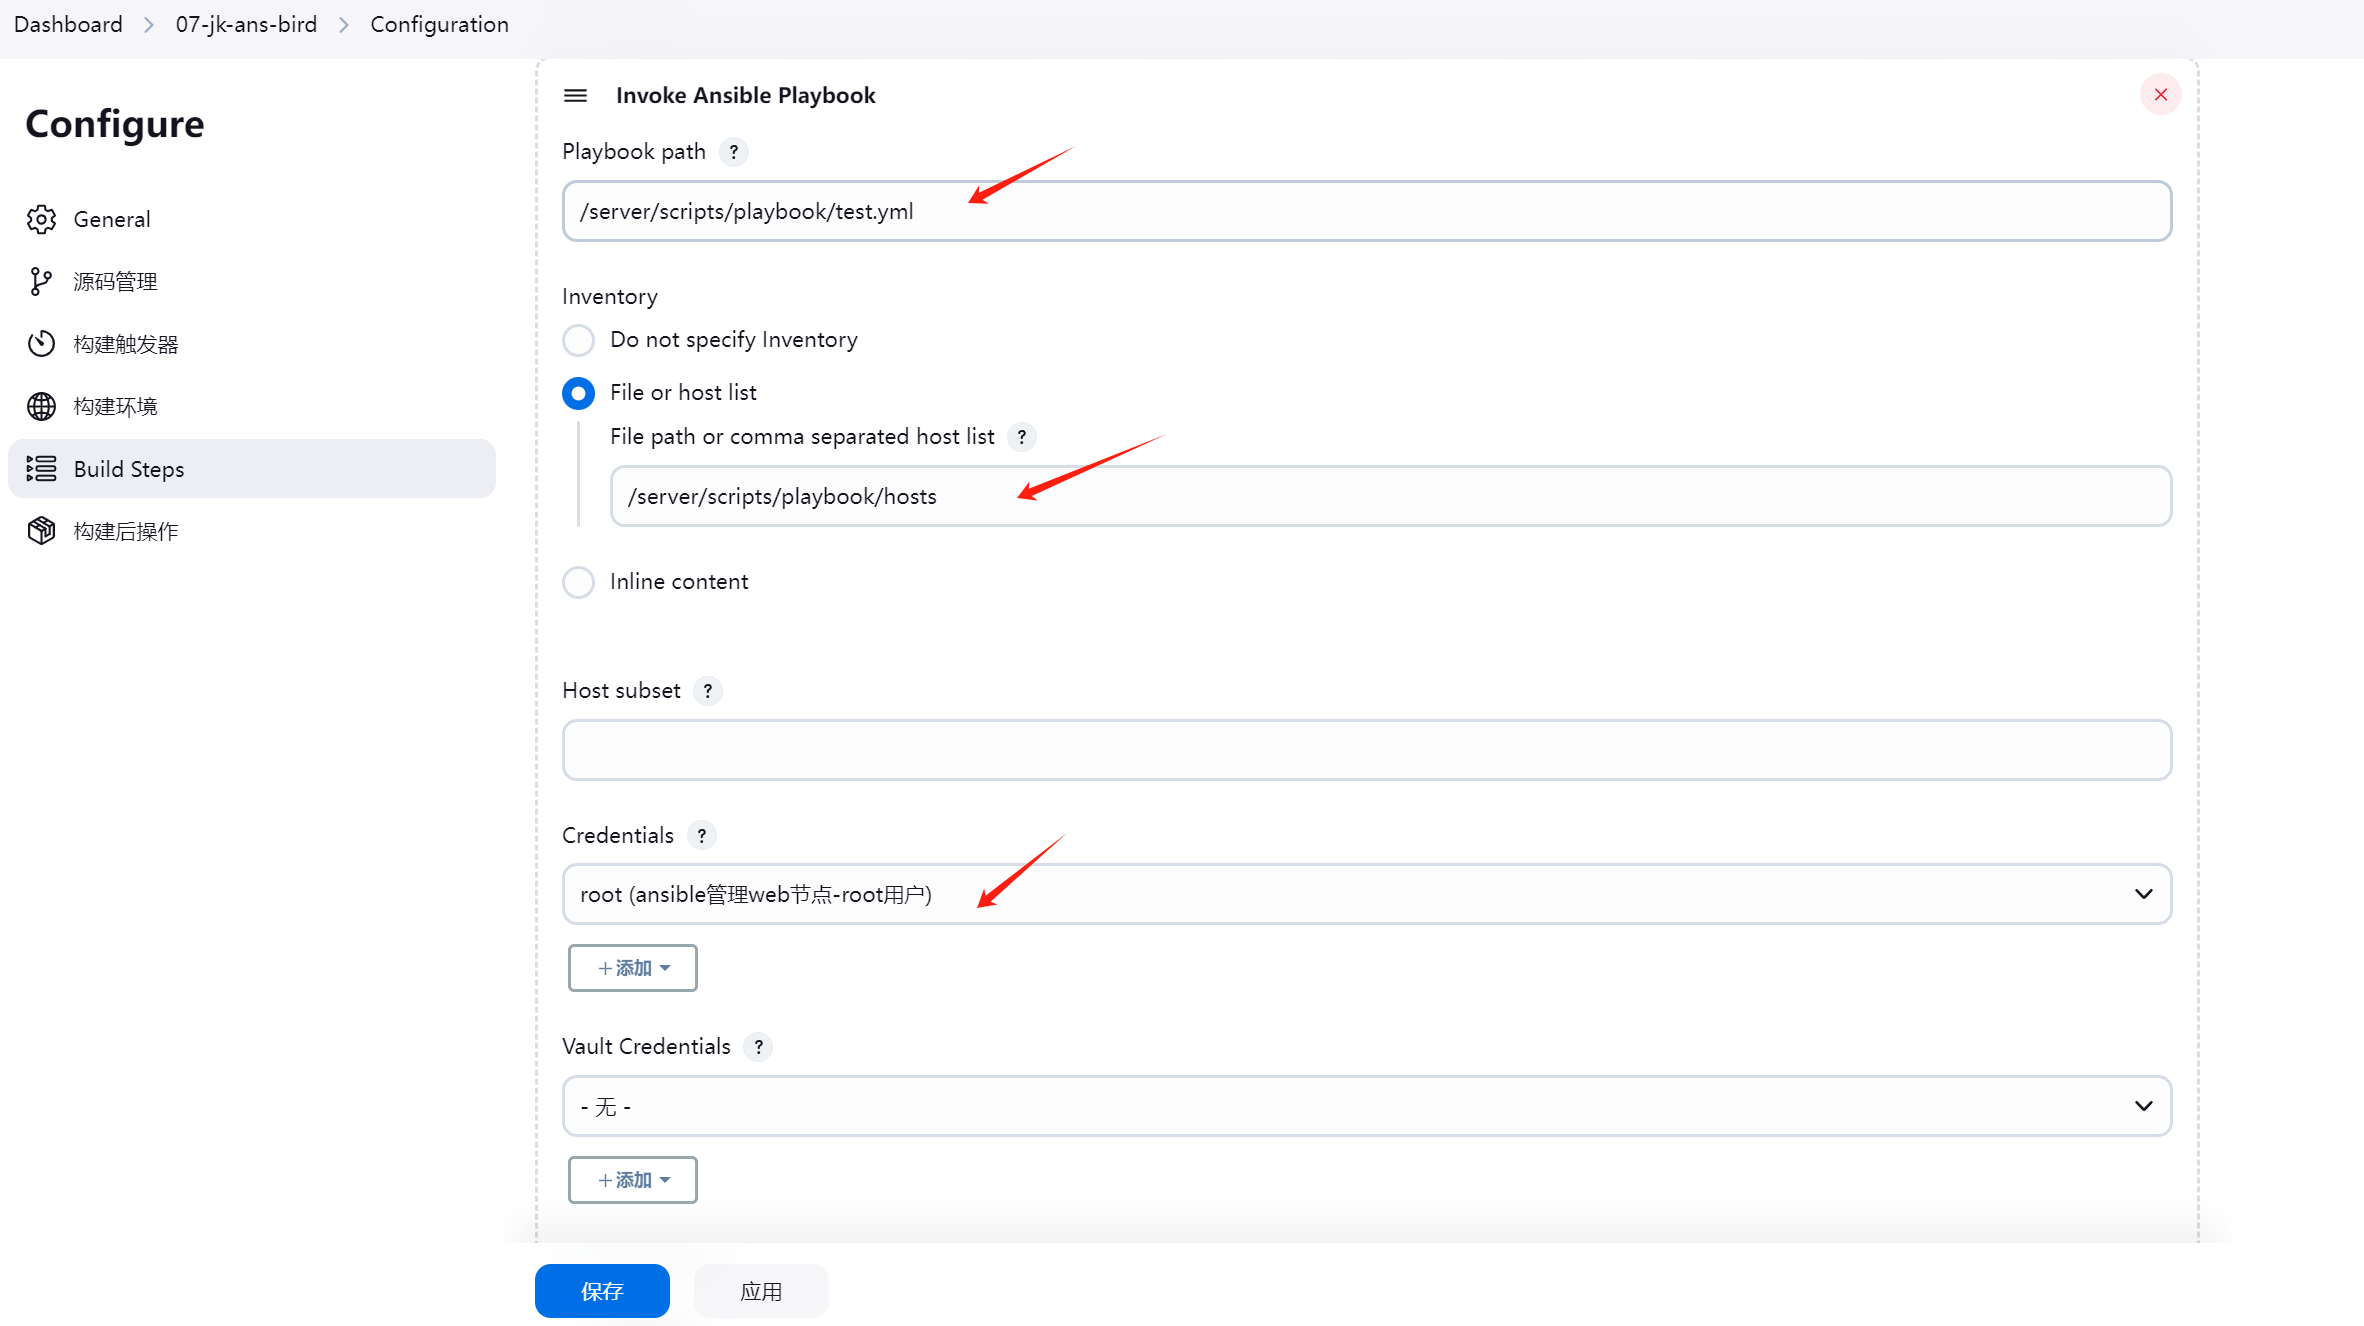 Dashboard > 07-jk-ans-bird > Configuration
Configure
General
源码管理
构建触发器
构建环境
Build Steps
构建后操作
Invoke Ansible Playbook
Playbook path ?
/server/scripts/playbook/test.yml
Inventory
Do not specify Inventory
File or host list
File path or comma separated host list ?
/server/scripts/playbook/hosts
Inline content
Host subset ?
Credentials ?
root (ansible管理web节点-root用户)
+添加
Vault Credentials ?
- 无 -
+添加
保存
应用